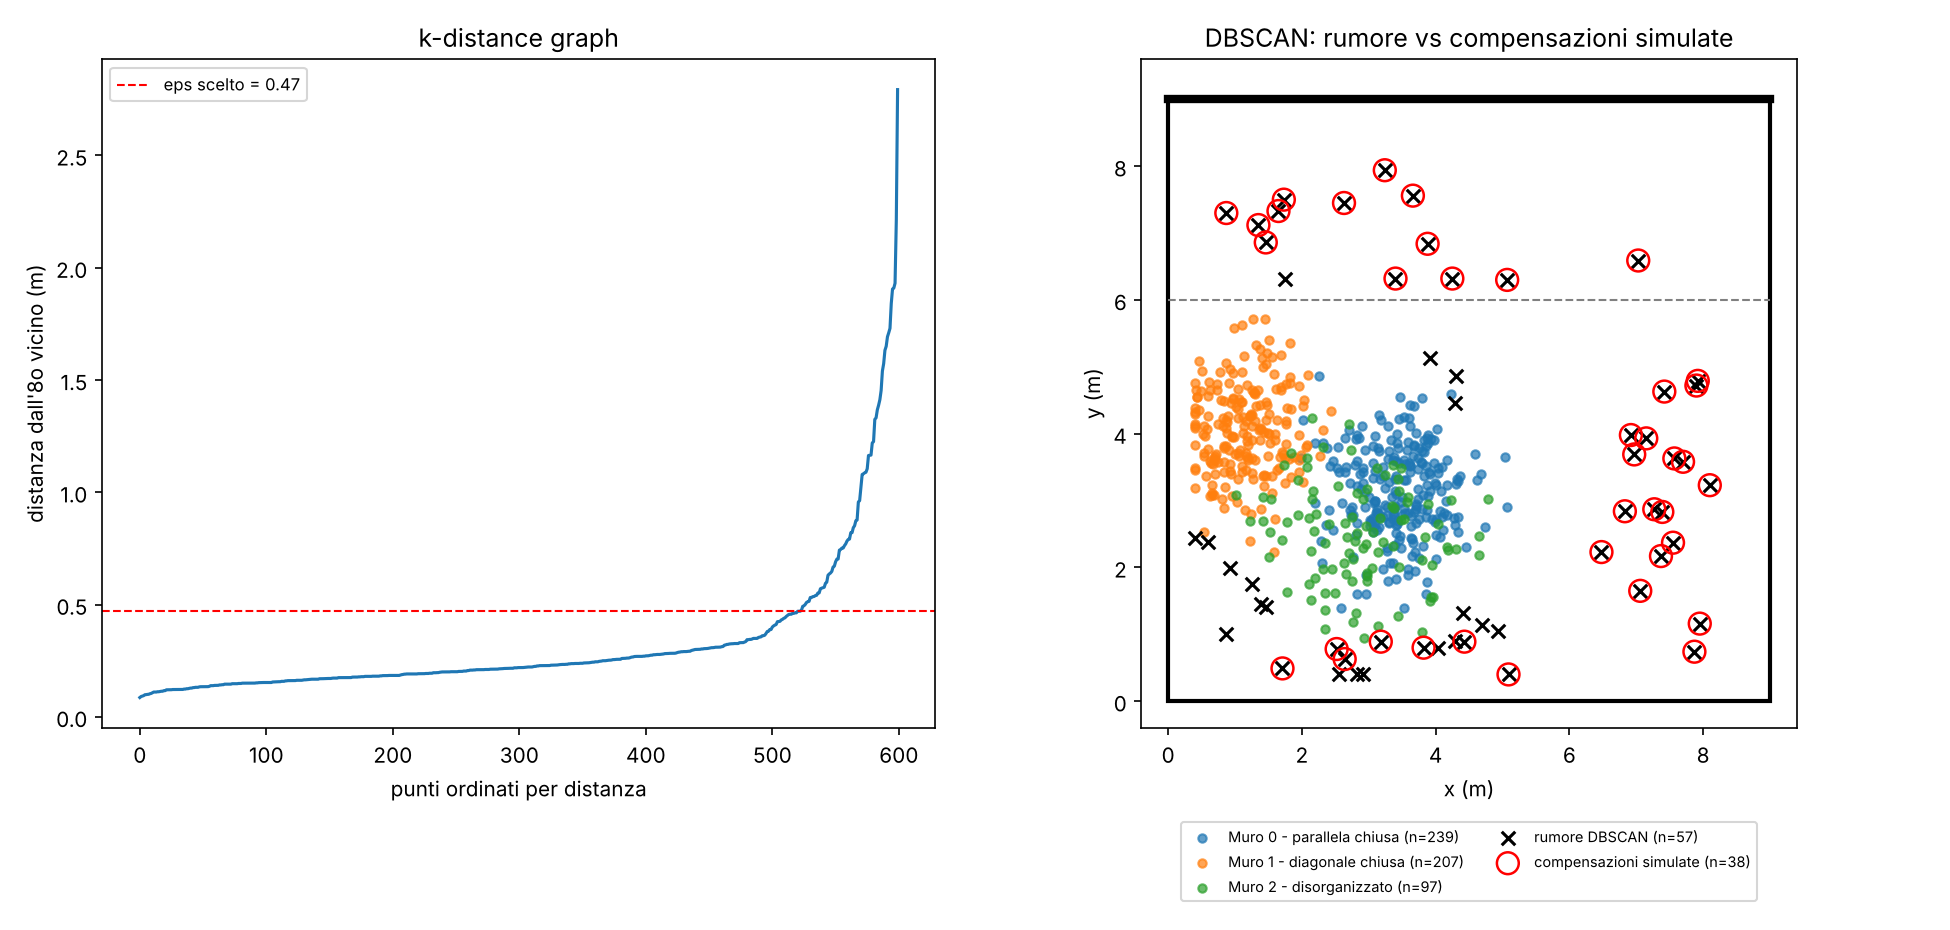 k-distance graph
eps scelto = 0.47
distanza dall'8o vicino (m)
2.5
2.0
1.5
1.0
0.5
0.0
0 100 200 300 400 500 600
punti ordinati per distanza
DBSCAN: rumore vs compensazioni simulate
y (m)
8
6
4
2
0
0 2 4 6 8
x (m)
Muro 0 - parallela chiusa (n=239)
Muro 1 - diagonale chiusa (n=207)
Muro 2 - disorganizzato (n=97)
rumore DBSCAN (n=57)
compensazioni simulate (n=38)